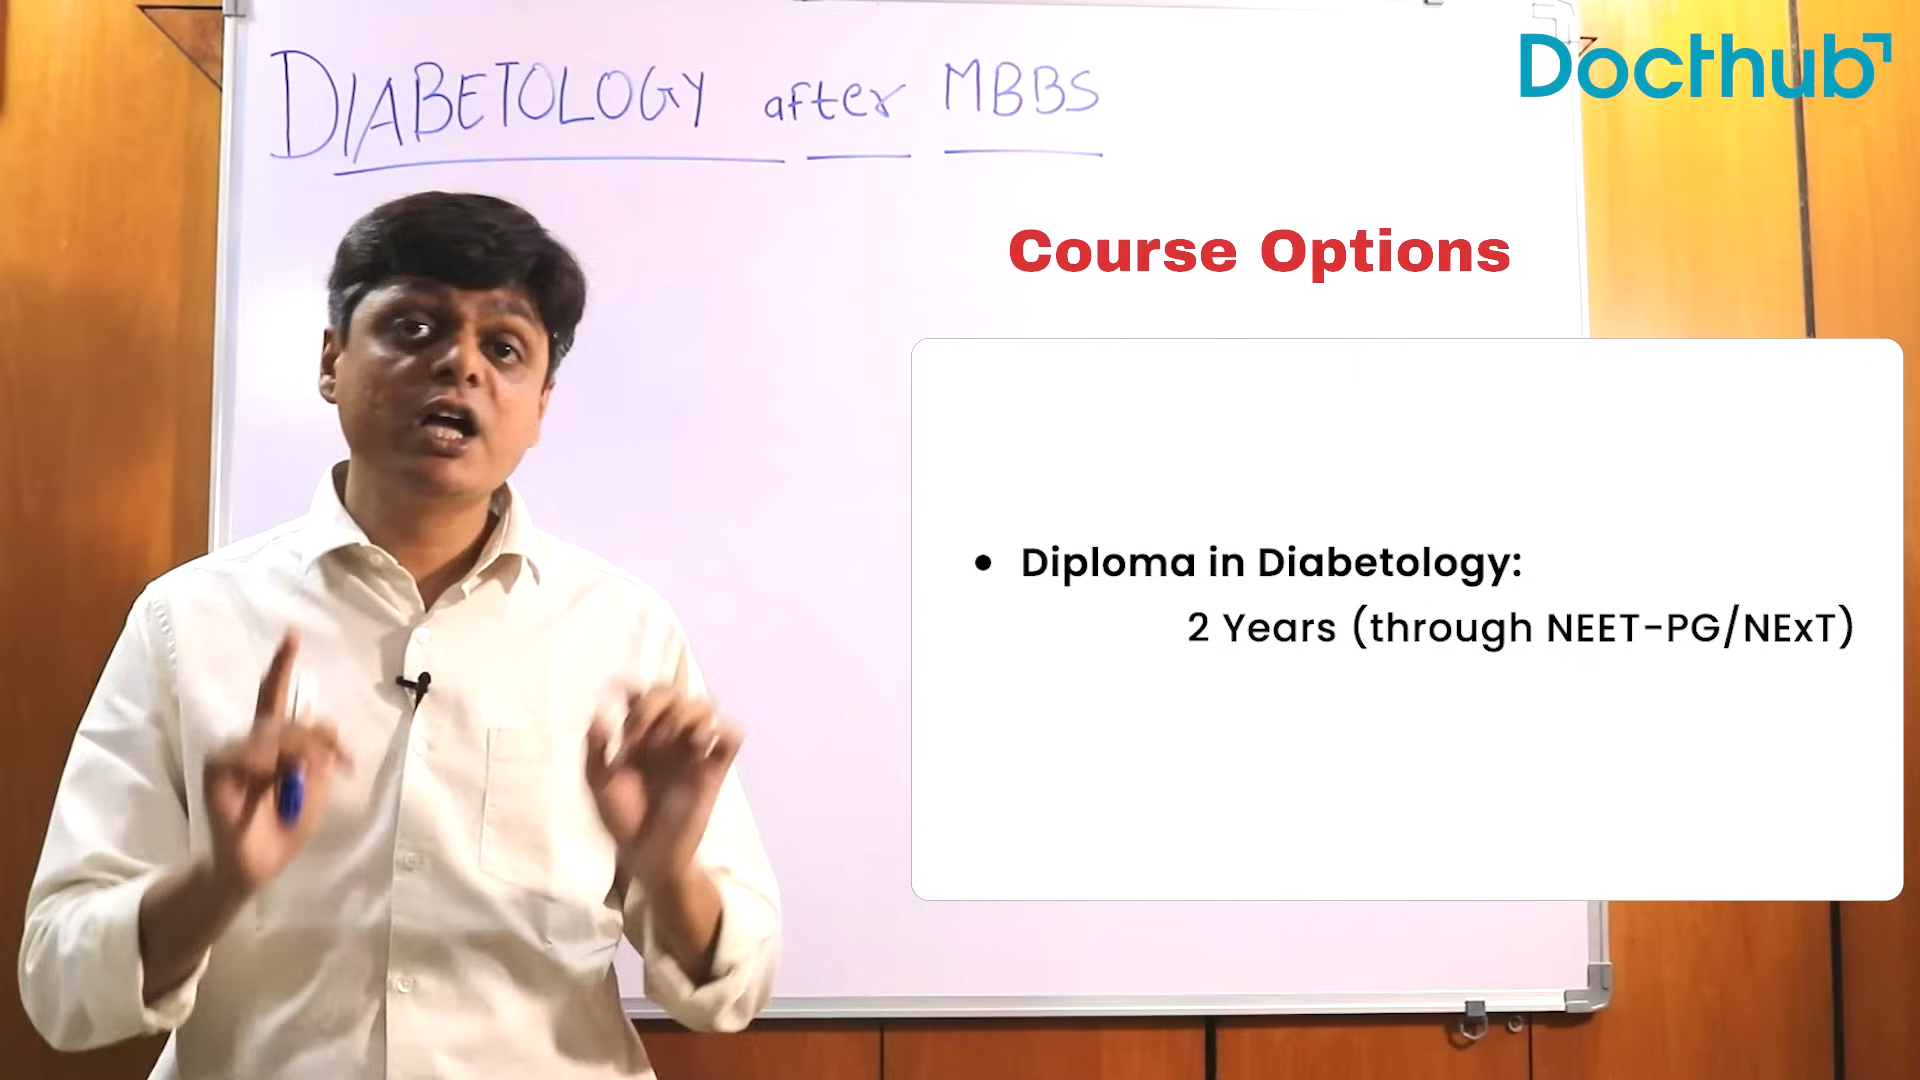 DIABETOLOGY after MBBS
Docthub
Course Options
• Diploma in Diabetology:
2 Years (through NEET-PG/NExT)